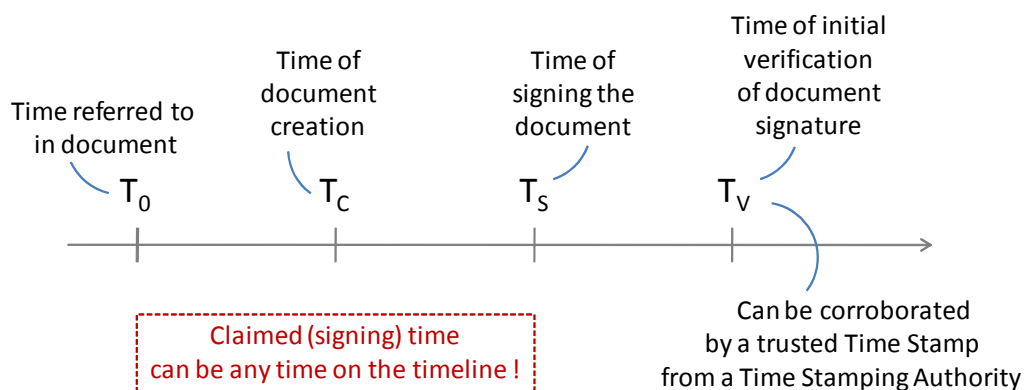 Time referred to
in document
Time of
document
creation
Time of
signing the
document
Time of initial
verification
of document
signature
T0
TC
TS
TV
Claimed (signing) time
can be any time on the timeline !
Can be corroborated
by a trusted Time Stamp
from a Time Stamping Authority